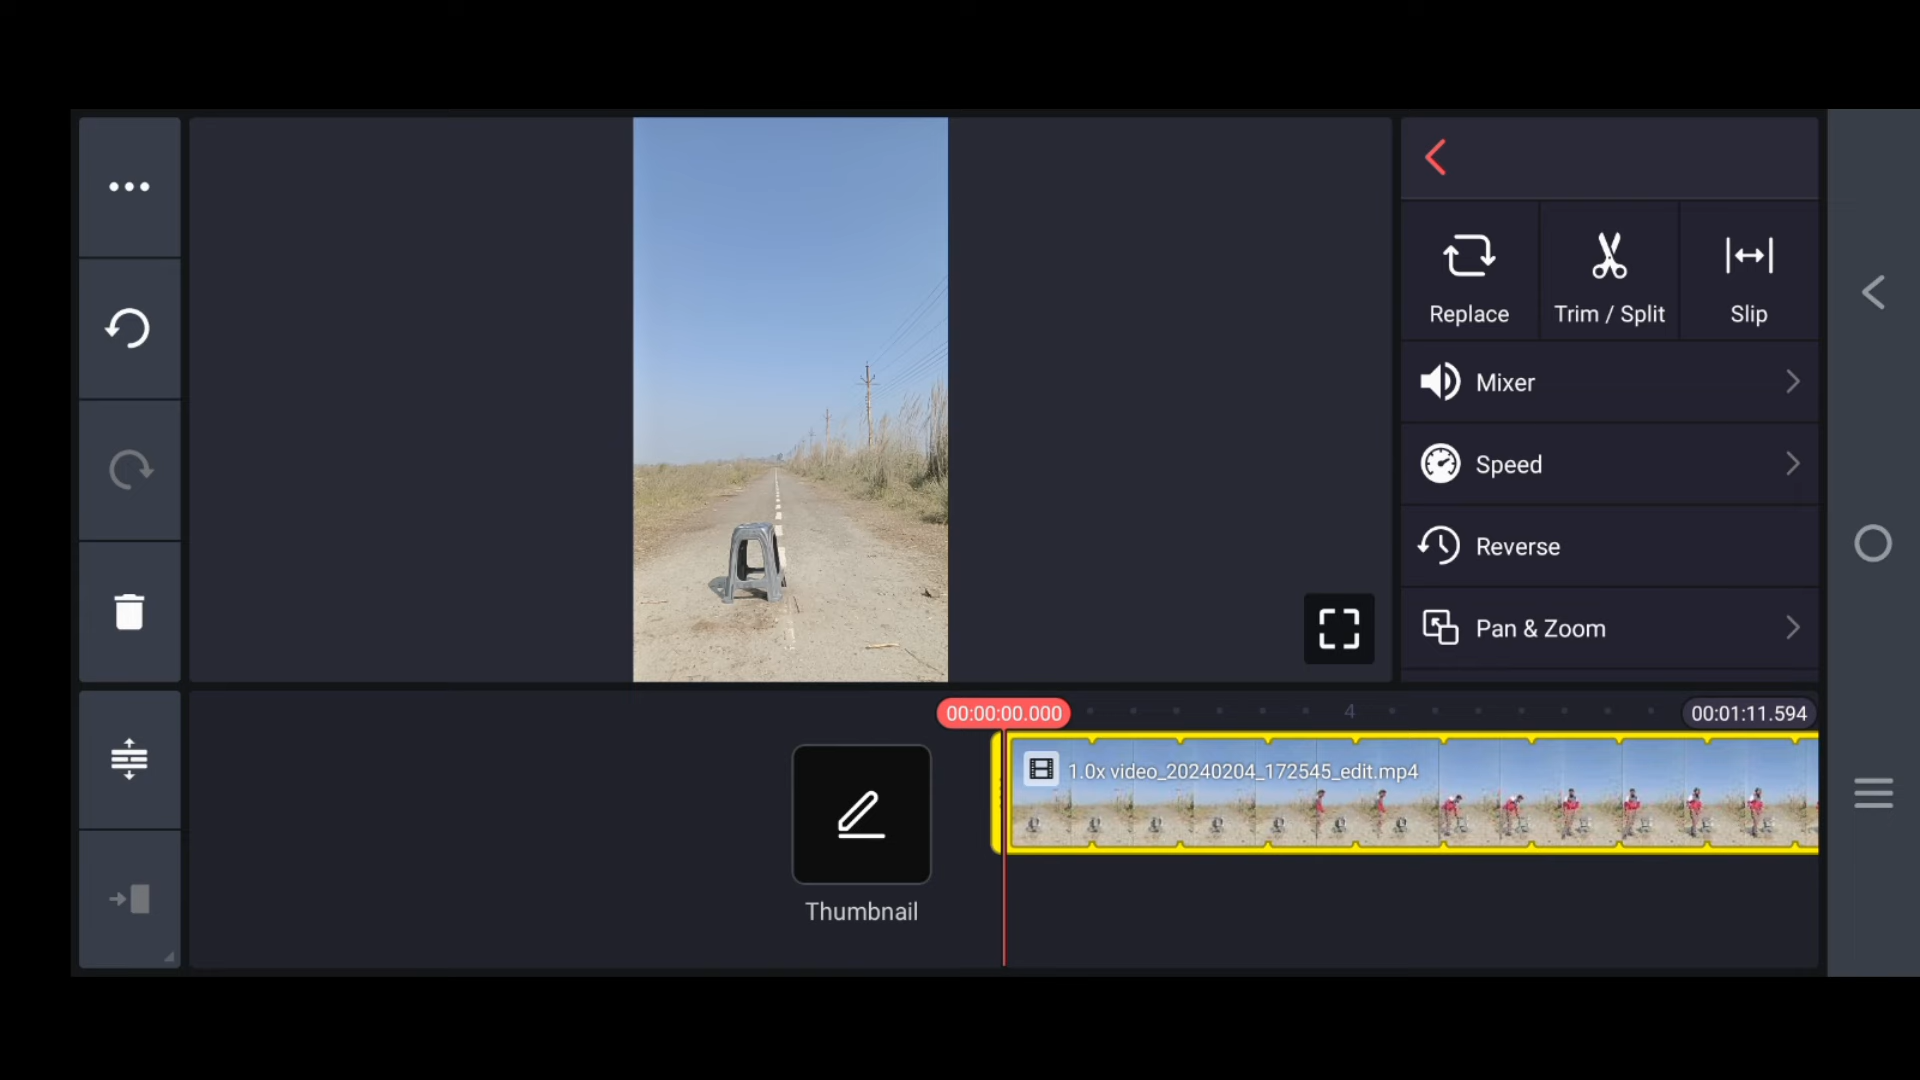 Replace
Trim / Split
Slip
Mixer
Speed
Reverse
Pan & Zoom
00:00:00.000
4
00:01:11.594
1.0x video_20240204_172545_edit.mp4
Thumbnail